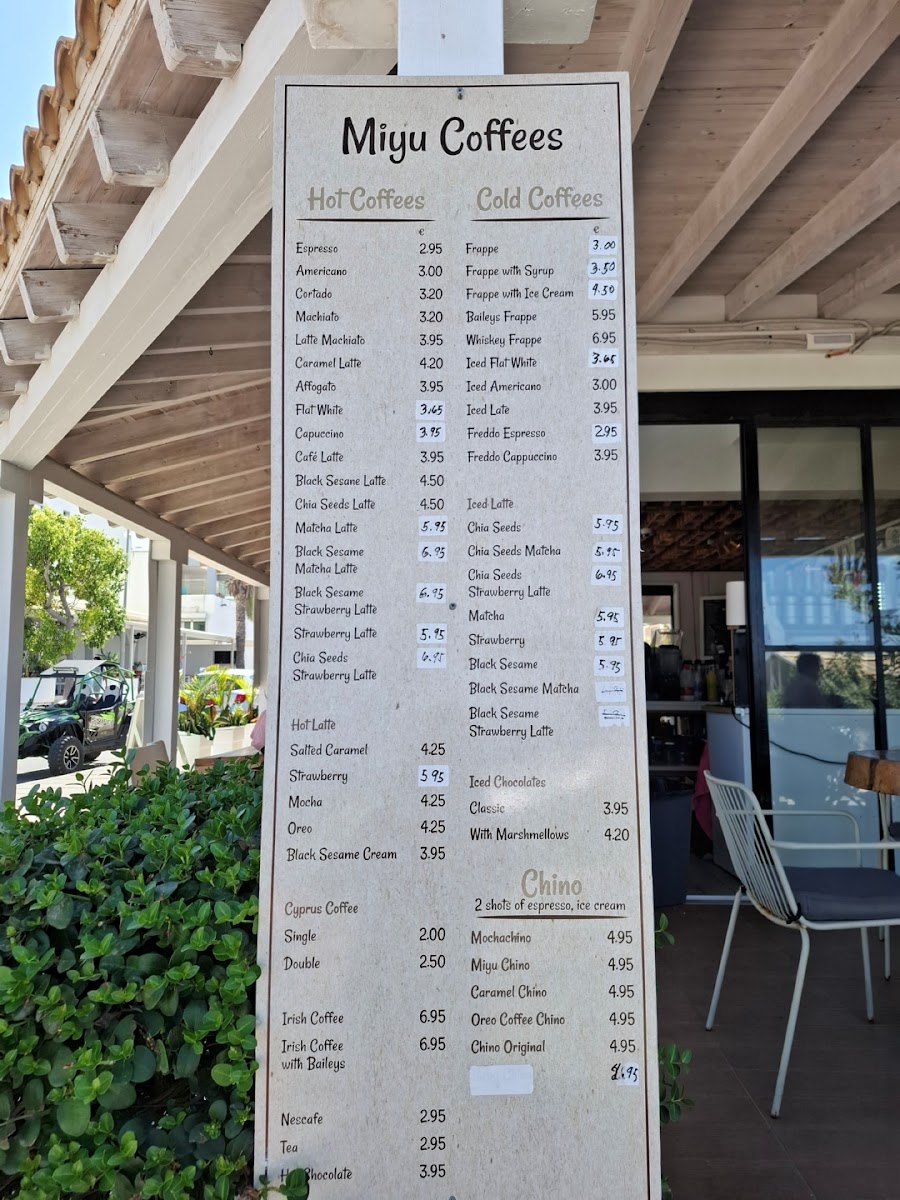 Miyu Coffees
Hot Coffees
€
Espresso 2.95
Americano 3.00
Cortado 3.20
Machiato 3.20
Latte Machiato 3.95
Caramel Latte 4.20
Affogato 3.95
Flat White 3.65
Capuccino 3.95
Café Latte 3.95
Black Sesane Latte 4.50
Chia Seeds Latte 4.50
Matcha Latte 5.95
Black Sesame 6.95
Matcha Latte
Black Sesame 6.95
Strawberry Latte
Strawberry Latte 5.95
Chia Seeds 6.95
Strawberry Latte
Hot Latte
Salted Caramel 4.25
Strawberry 5.95
Mocha 4.25
Oreo 4.25
Black Sesame Cream 3.95
Cyprus Coffee
Single 2.00
Double 2.50
Irish Coffee 6.95
Irish Coffee 6.95
with Baileys
Nescafe 2.95
Tea 2.95
Hot Chocolate 3.95
Cold Coffees
€
Frappe 3.00
Frappe with Syrup 3.50
Frappe with Ice Cream 4.50
Baileys Frappe 5.95
Whiskey Frappe 6.95
Iced Flat White 3.65
Iced Americano 3.00
Iced Late 3.95
Freddo Espresso 2.95
Freddo Cappuccino 3.95
Iced Latte
Chia Seeds 5.95
Chia Seeds Matcha 5.95
Chia Seeds 6.95
Strawberry Latte
Matcha 5.95
Strawberry 5.95
Black Sesame 5.95
Black Sesame Matcha
Black Sesame
Strawberry Latte
Iced Chocolates
Classic 3.95
With Marshmellows 4.20
Chino
2 shots of espresso, ice cream
Mochachino 4.95
Miyu Chino 4.95
Caramel Chino 4.95
Oreo Coffee Chino 4.95
Chino Original 4.95